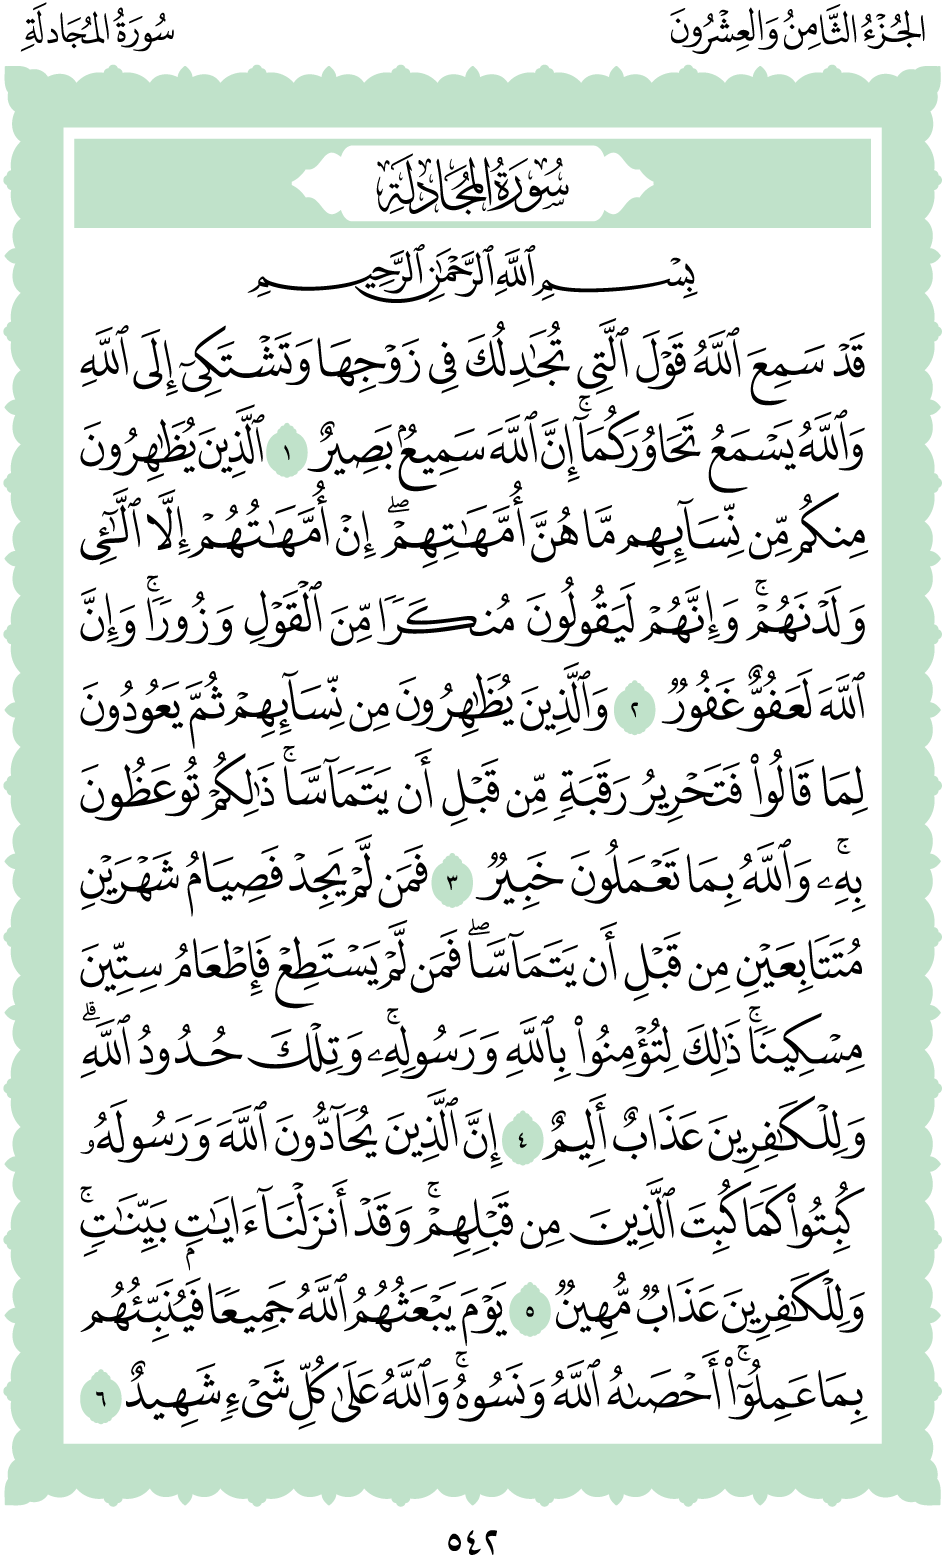 الجُزْءُ الثَّامِنُ وَالعِشْرُونَ
سُورَةُ المُجَادلَةِ
سُورَةُ المُجَادلَةِ
بِسْمِ ٱللَّهِ ٱلرَّحْمَٰنِ ٱلرَّحِيمِ
قَدْ سَمِعَ ٱللَّهُ قَوْلَ ٱلَّتِي تُجَٰدِلُكَ فِي زَوْجِهَا وَتَشْتَكِيٓ إِلَى ٱللَّهِ
وَٱللَّهُ يَسْمَعُ تَحَاوُرَكُمَآۚ إِنَّ ٱللَّهَ سَمِيعُۢ بَصِيرٌ ١ ٱلَّذِينَ يُظَٰهِرُونَ
مِنكُم مِّن نِّسَآئِهِم مَّا هُنَّ أُمَّهَٰتِهِمْۖ إِنْ أُمَّهَٰتُهُمْ إِلَّا ٱلَّٰٓـِٔي
وَلَدْنَهُمْۚ وَإِنَّهُمْ لَيَقُولُونَ مُنكَرٗا مِّنَ ٱلْقَوْلِ وَزُورٗاۚ وَإِنَّ
ٱللَّهَ لَعَفُوٌّ غَفُورٞ ٢ وَٱلَّذِينَ يُظَٰهِرُونَ مِن نِّسَآئِهِمْ ثُمَّ يَعُودُونَ
لِمَا قَالُواْ فَتَحْرِيرُ رَقَبَةٖ مِّن قَبْلِ أَن يَتَمَآسَّاۚ ذَٰلِكُمْ تُوعَظُونَ
بِهِۦۚ وَٱللَّهُ بِمَا تَعْمَلُونَ خَبِيرٞ ٣ فَمَن لَّمْ يَجِدْ فَصِيَامُ شَهْرَيْنِ
مُتَتَابِعَيْنِ مِن قَبْلِ أَن يَتَمَآسَّاۖ فَمَن لَّمْ يَسْتَطِعْ فَإِطْعَامُ سِتِّينَ
مِسْكِينٗاۚ ذَٰلِكَ لِتُؤْمِنُواْ بِٱللَّهِ وَرَسُولِهِۦۚ وَتِلْكَ حُدُودُ ٱللَّهِۗ
وَلِلْكَٰفِرِينَ عَذَابٌ أَلِيمٌ ٤ إِنَّ ٱلَّذِينَ يُحَآدُّونَ ٱللَّهَ وَرَسُولَهُۥ
كُبِتُواْ كَمَا كُبِتَ ٱلَّذِينَ مِن قَبْلِهِمْۚ وَقَدْ أَنزَلْنَآ ءَايَٰتِۭ بَيِّنَٰتٖۚ
وَلِلْكَٰفِرِينَ عَذَابٞ مُّهِينٞ ٥ يَوْمَ يَبْعَثُهُمُ ٱللَّهُ جَمِيعٗا فَيُنَبِّئُهُم
بِمَا عَمِلُوٓاْۚ أَحْصَىٰهُ ٱللَّهُ وَنَسُوهُۚ وَٱللَّهُ عَلَىٰ كُلِّ شَيْءٖ شَهِيدٌ ٦
٥٤٢